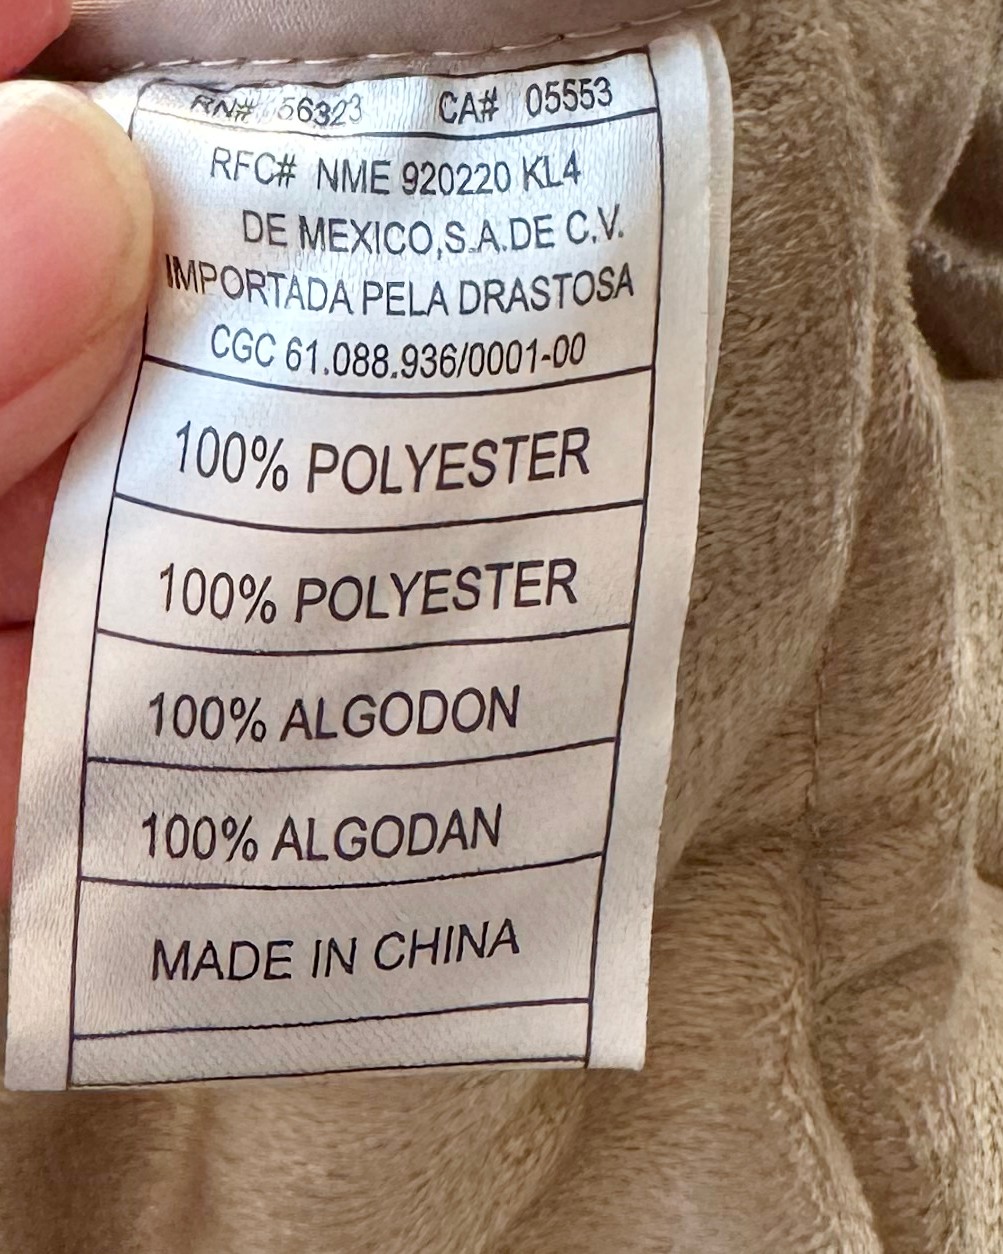 RN# 56323 CA# 05553
RFC# NME 920220 KL4
DE MEXICO,S.A.DE C.V.
IMPORTADA PELA DRASTOSA
CGC 61.088.936/0001-00
100% POLYESTER
100% POLYESTER
100% ALGODON
100% ALGODAN
MADE IN CHINA